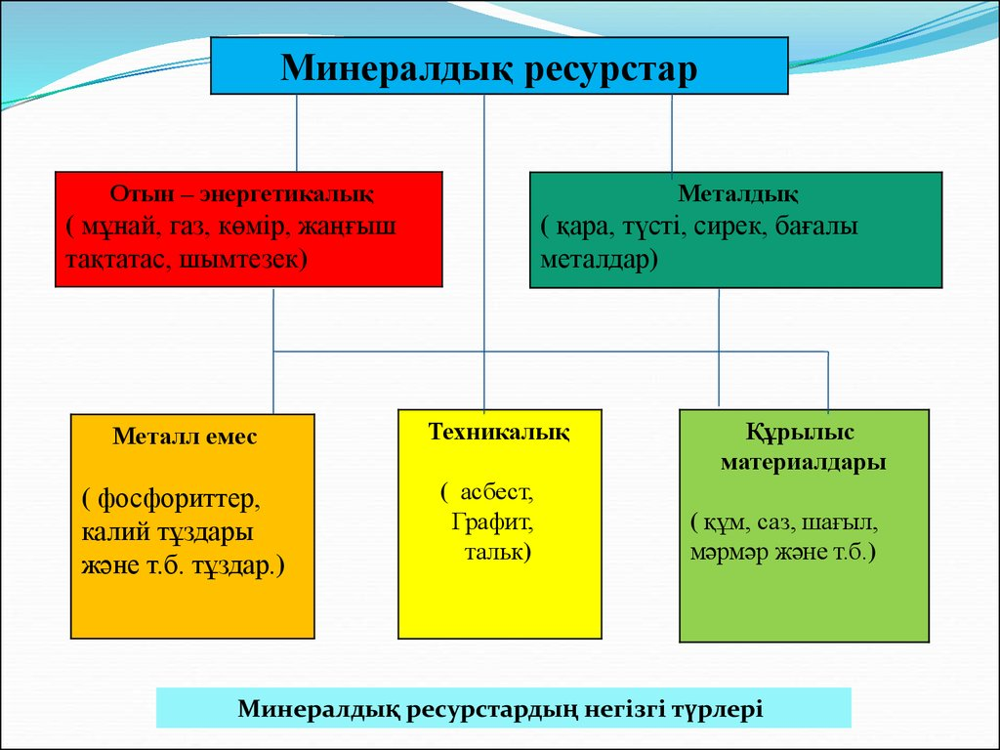 Минералдық ресурстар
Отын – энергетикалық
( мұнай, газ, көмір, жаңғыш
тақтатас, шымтезек)
Металдық
( қара, түсті, сирек, бағалы
металдар)
Металл емес
( фосфориттер,
калий тұздары
және т.б. тұздар.)
Техникалық
( асбест,
Графит,
тальк)
Құрылыс
материалдары
( құм, саз, шағыл,
мәрмәр және т.б.)
Минералдық ресурстардың негізгі түрлері